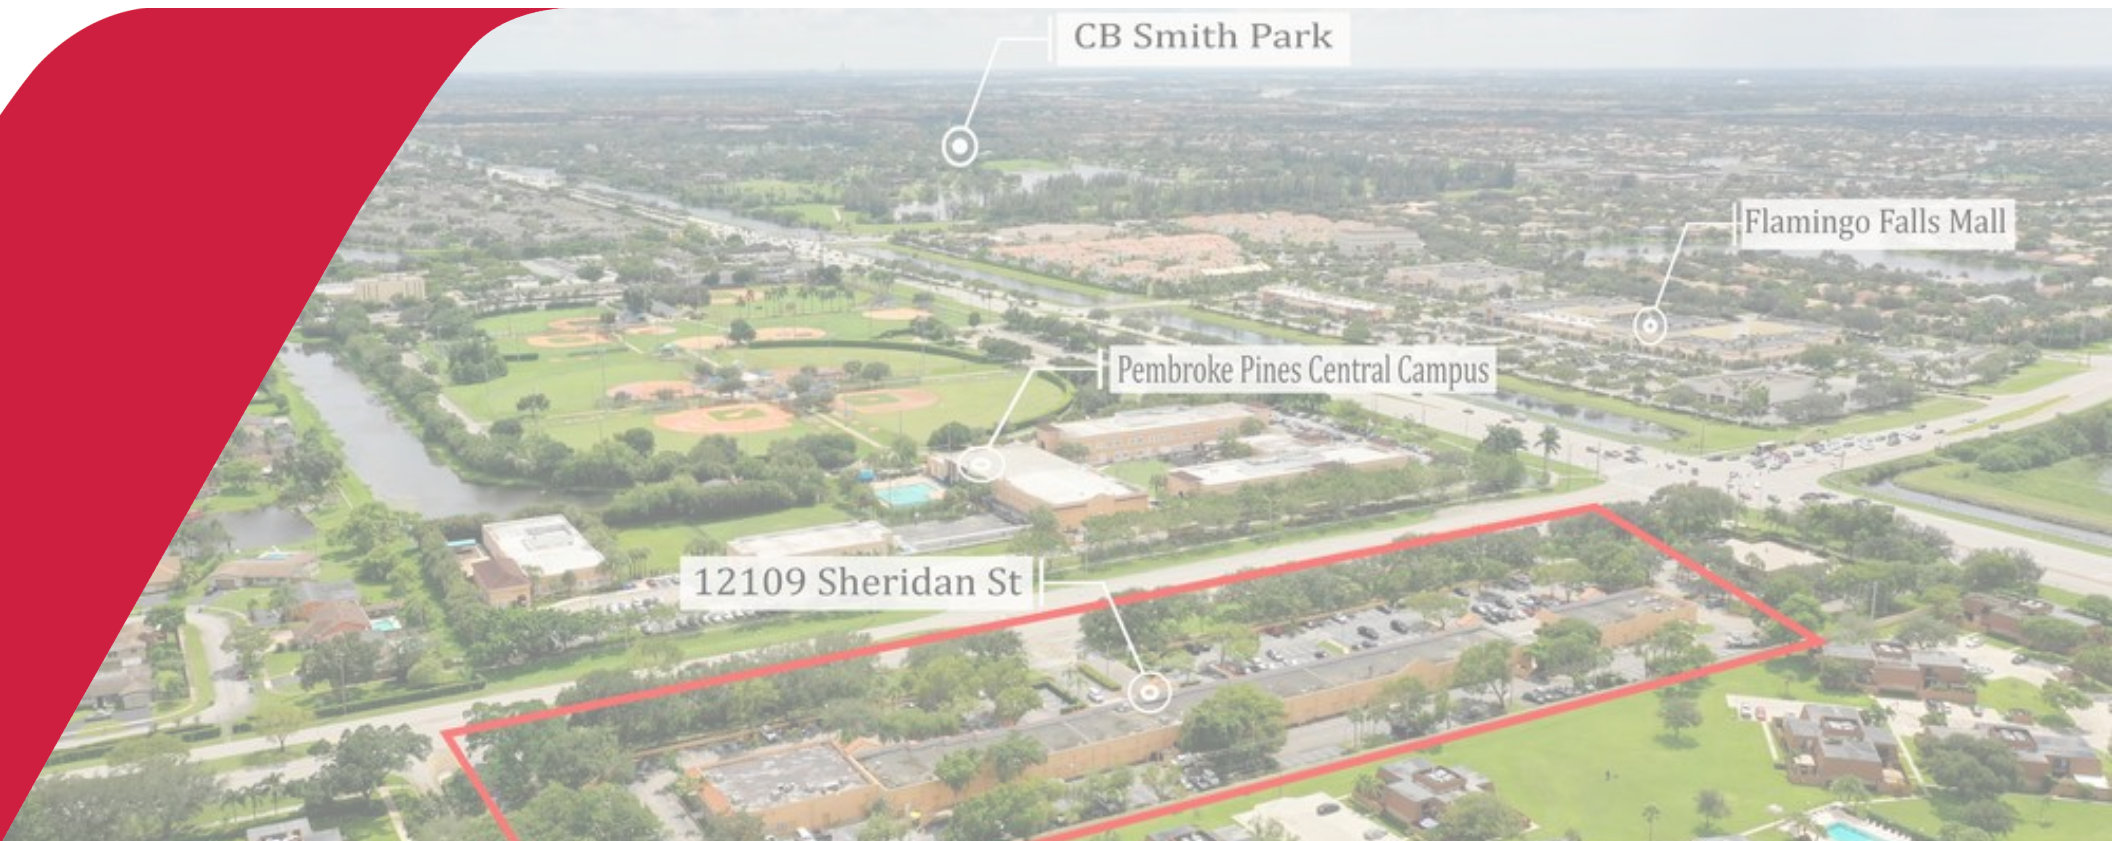 CB Smith Park
Flamingo Falls Mall
Pembroke Pines Central Campus
12109 Sheridan St